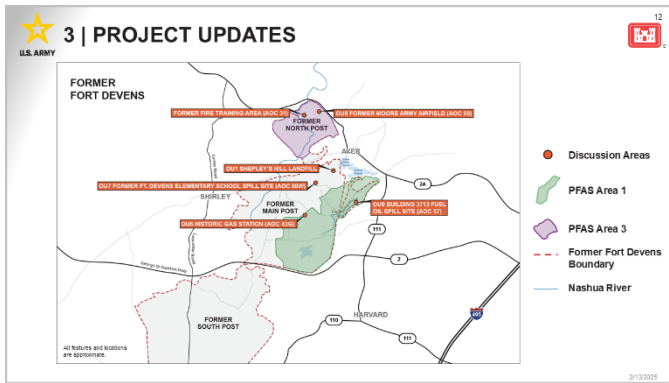 12
U.S. ARMY
3 | PROJECT UPDATES
FORMER
FORT DEVENS
FORMER FIRE TRAINING AREA (AOC 31)
OU8 FORMER MOORE ARMY AIRFIELD (AOC 50)
FORMER
NORTH POST
AYER
OU1 SHEPLEY'S HILL LANDFILL
2A
OU7 FORMER FT. DEVENS ELEMENTARY SCHOOL SPILL SITE (AOC 69W)
SHIRLEY
FORMER
MAIN POST
OU9 BUILDING 3713 FUEL
OIL SPILL SITE (AOC 57)
OU6 HISTORIC GAS STATION (AOC 43G)
111
2
FORMER
SOUTH POST
HARVARD
110
111
495
All features and locations
are approximate.
Discussion Areas
PFAS Area 1
PFAS Area 3
Former Fort Devens
Boundary
Nashua River
2/13/2025